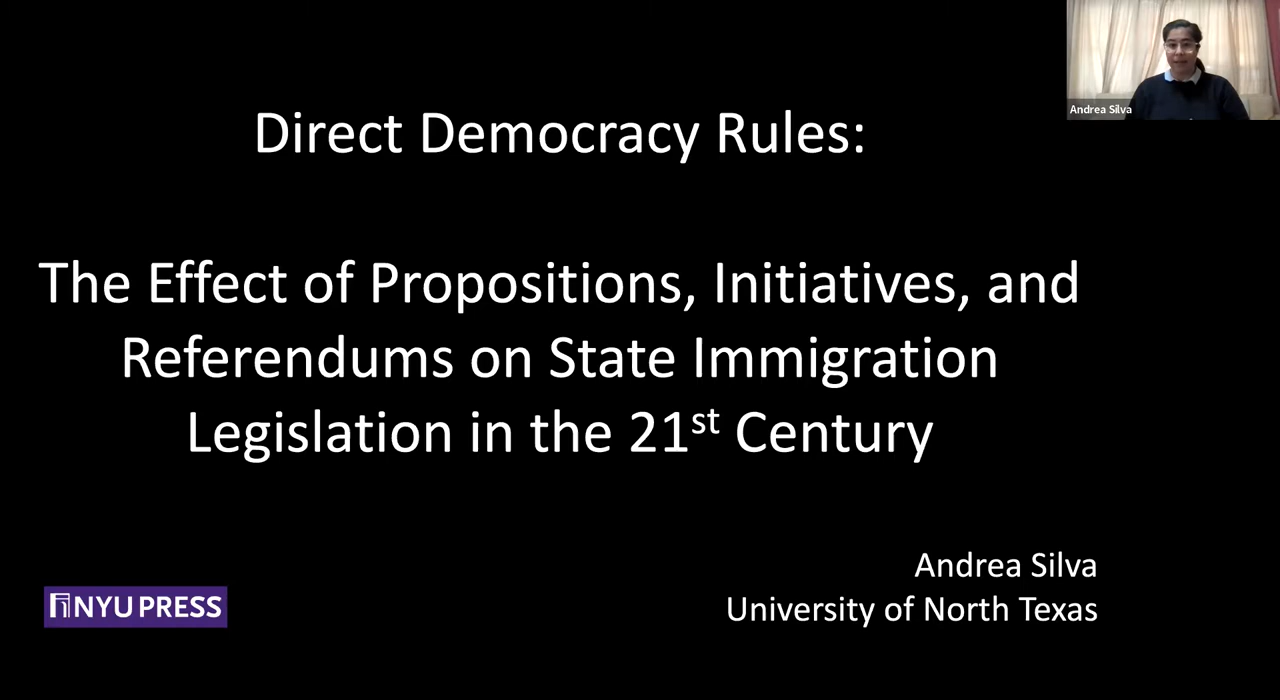 Andrea Silva
Direct Democracy Rules:
The Effect of Propositions, Initiatives, and
Referendums on State Immigration
Legislation in the 21st Century
Andrea Silva
University of North Texas
NYU PRESS